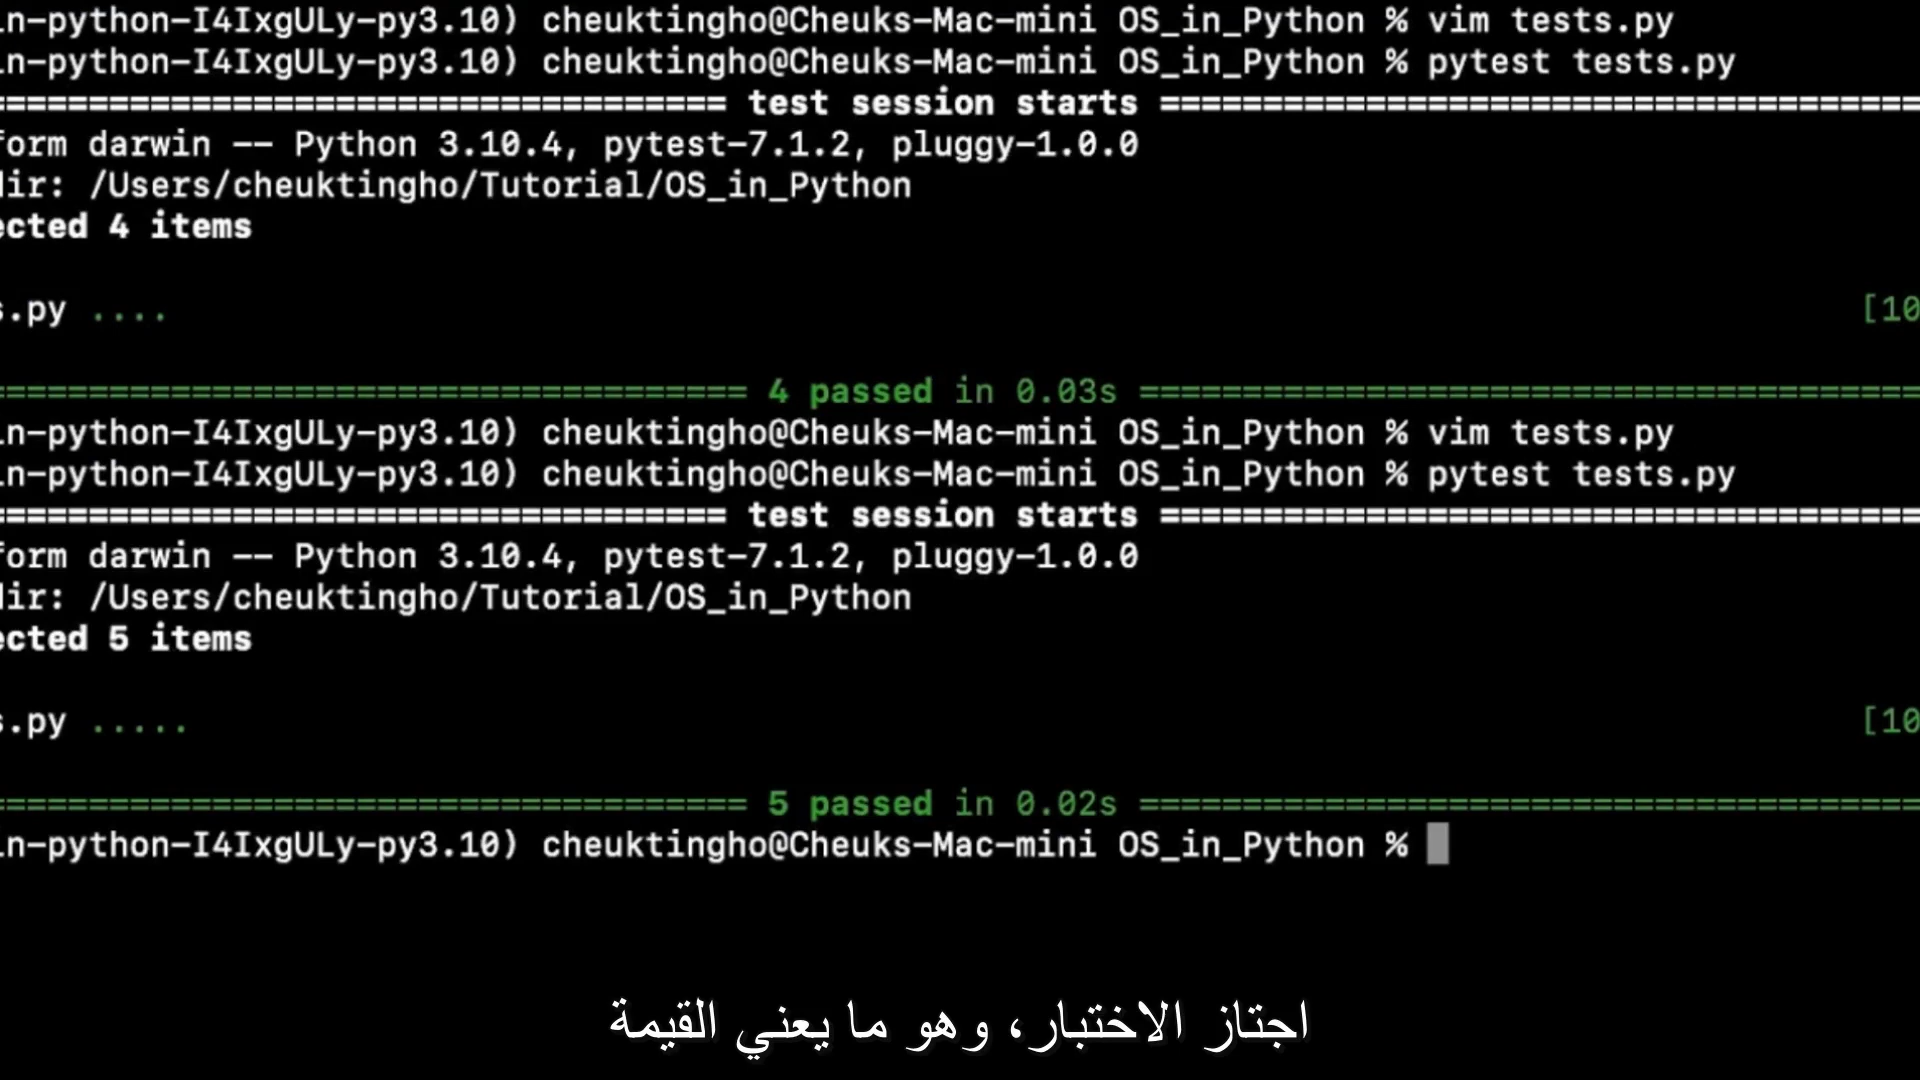 n-python-I4IxgULy-py3.10) cheuktingho@Cheuks-Mac-mini OS_in_Python % vim tests.py
n-python-I4IxgULy-py3.10) cheuktingho@Cheuks-Mac-mini OS_in_Python % pytest tests.py
=================================== test session starts =====================================
form darwin -- Python 3.10.4, pytest-7.1.2, pluggy-1.0.0
dir: /Users/cheuktingho/Tutorial/OS_in_Python
ected 4 items
s.py .... [10
==================================== 4 passed in 0.03s ======================================
n-python-I4IxgULy-py3.10) cheuktingho@Cheuks-Mac-mini OS_in_Python % vim tests.py
n-python-I4IxgULy-py3.10) cheuktingho@Cheuks-Mac-mini OS_in_Python % pytest tests.py
=================================== test session starts =====================================
form darwin -- Python 3.10.4, pytest-7.1.2, pluggy-1.0.0
dir: /Users/cheuktingho/Tutorial/OS_in_Python
ected 5 items
s.py ..... [10
==================================== 5 passed in 0.02s ======================================
n-python-I4IxgULy-py3.10) cheuktingho@Cheuks-Mac-mini OS_in_Python %
اجتاز الاختبار، وهو ما يعني القيمة